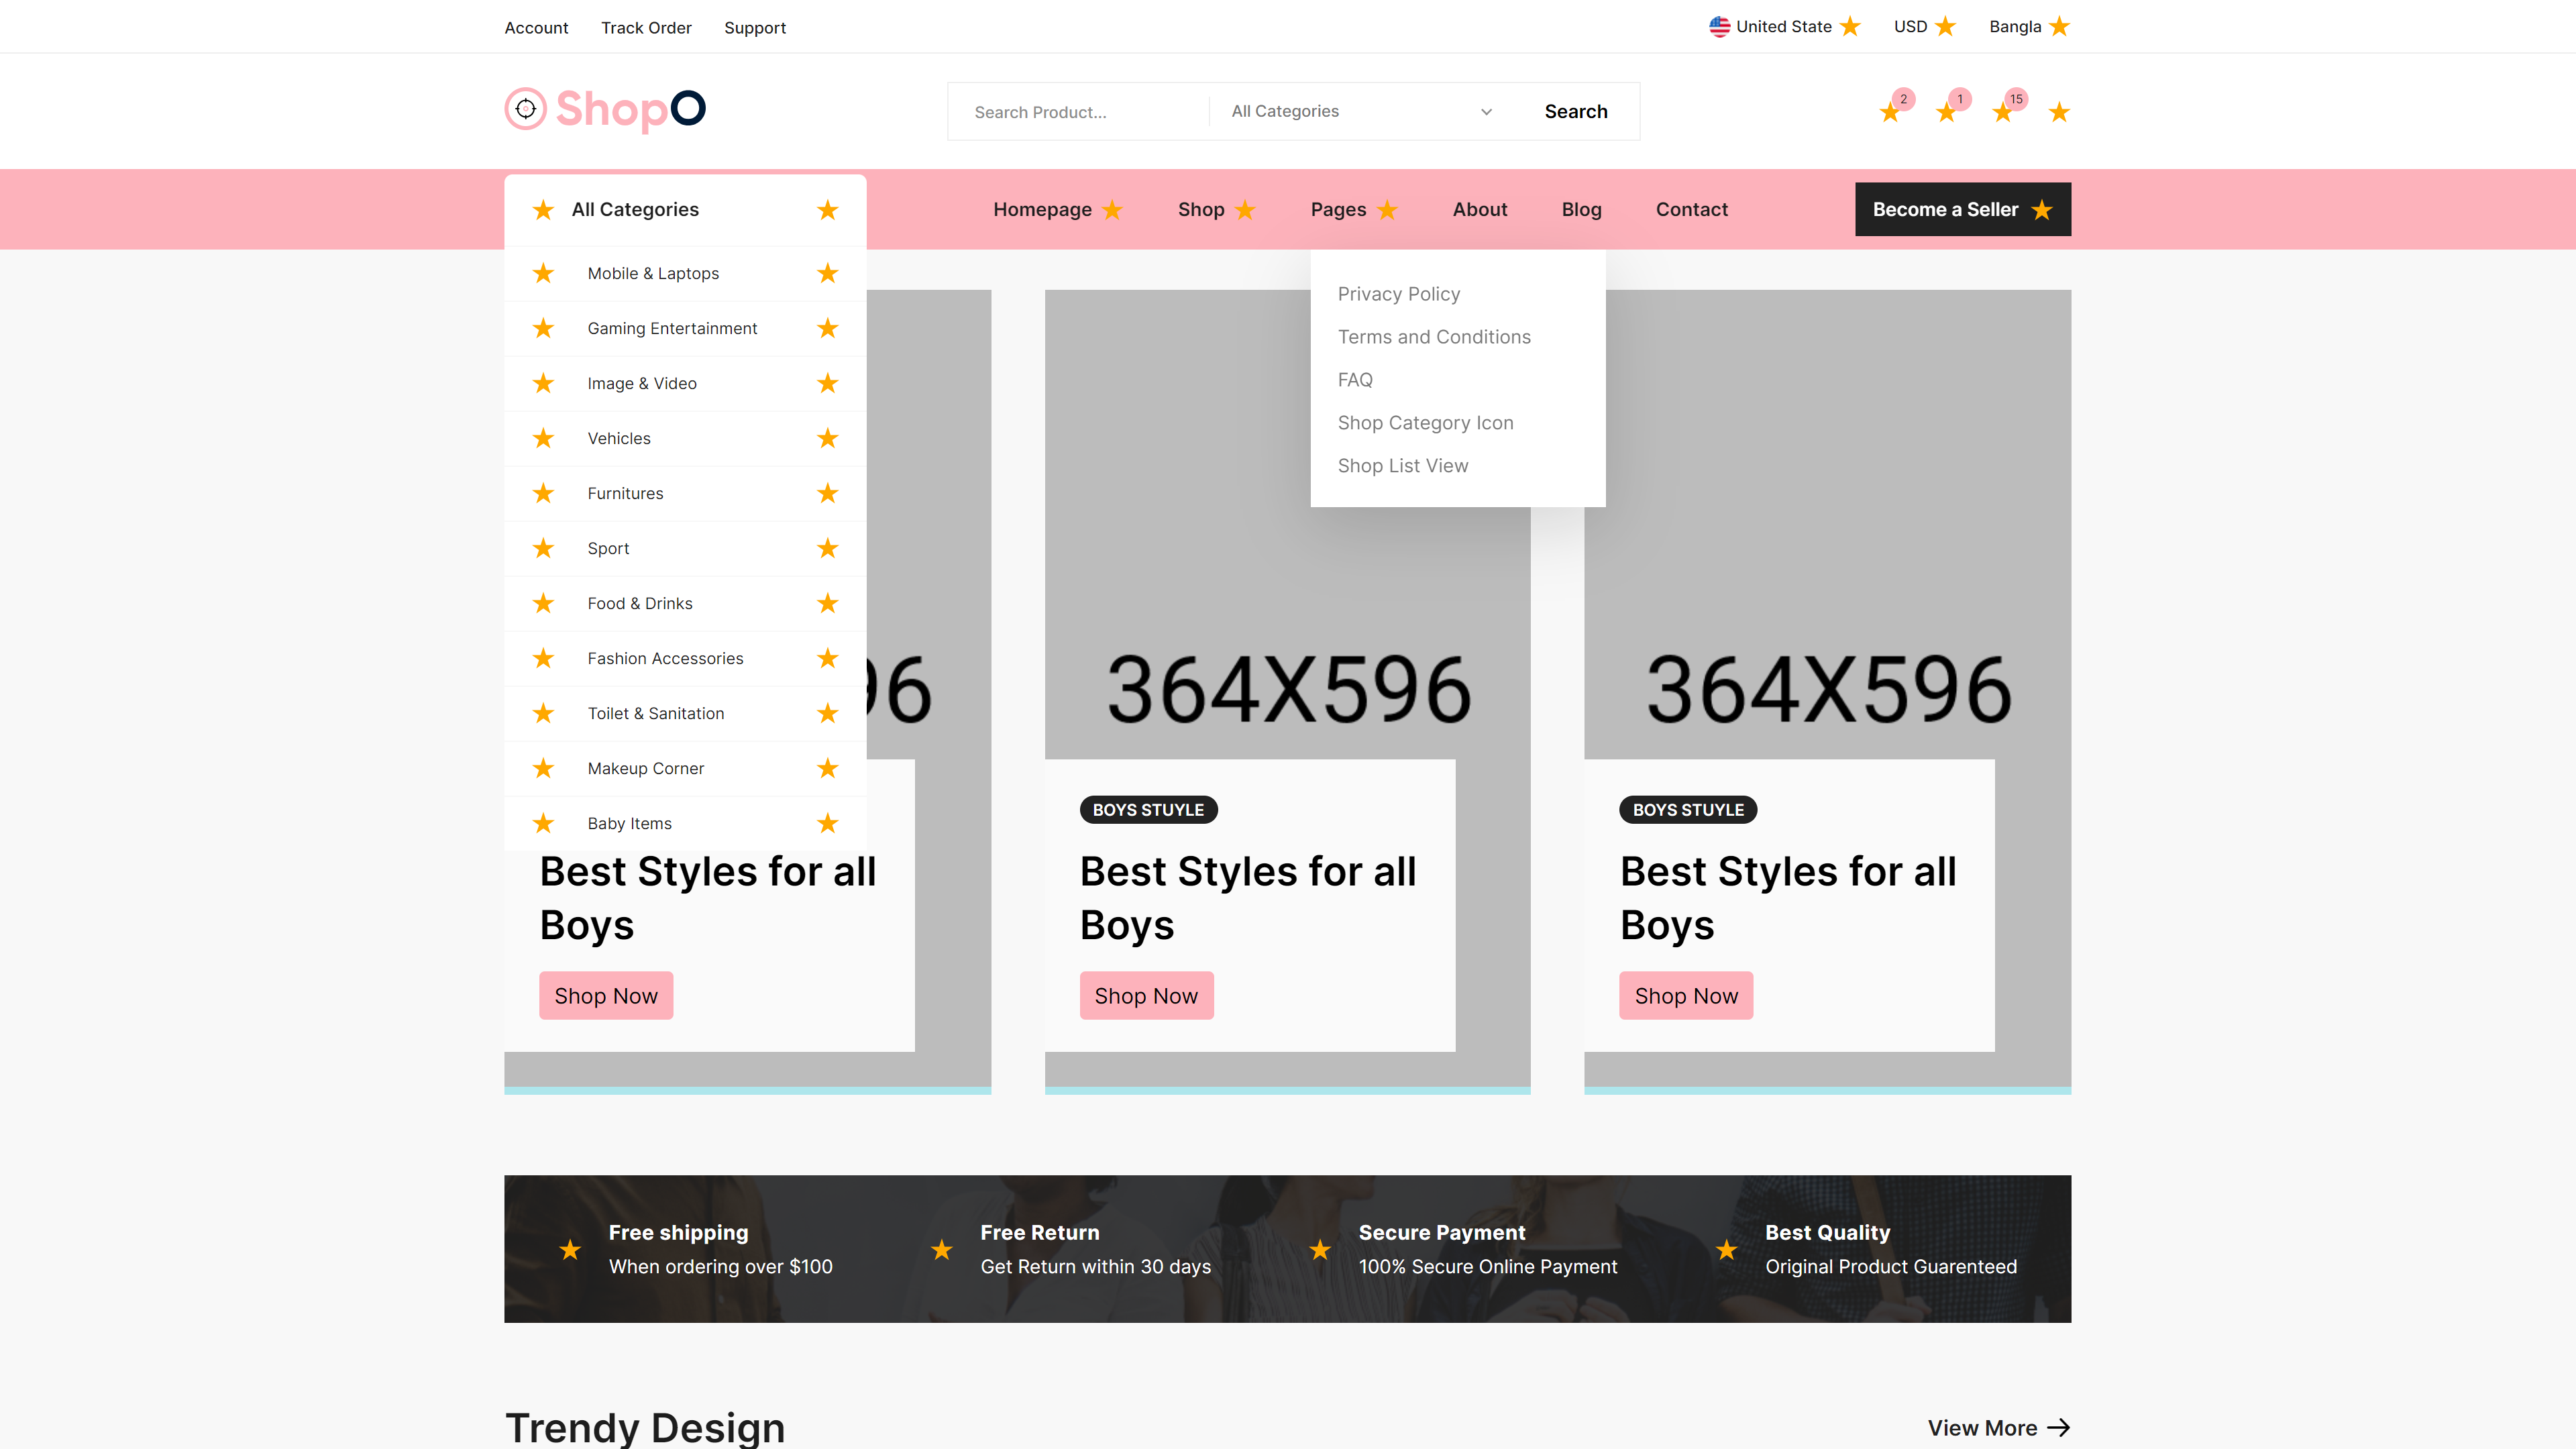 Account Track Order Support
United State USD Bangla
ShopO
Search Product... All Categories Search
2 1 15
All Categories
Homepage Shop Pages About Blog Contact
Become a Seller
Mobile & Laptops
Gaming Entertainment
Image & Video
Vehicles
Furnitures
Sport
Food & Drinks
Fashion Accessories
Toilet & Sanitation
Makeup Corner
Baby Items
Privacy Policy
Terms and Conditions
FAQ
Shop Category Icon
Shop List View
96
Best Styles for all
Boys
Shop Now
364X596
BOYS STUYLE
Best Styles for all
Boys
Shop Now
364X596
BOYS STUYLE
Best Styles for all
Boys
Shop Now
Free shipping
When ordering over $100
Free Return
Get Return within 30 days
Secure Payment
100% Secure Online Payment
Best Quality
Original Product Guarenteed
Trendy Design
View More